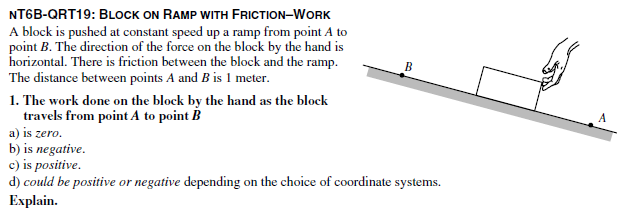 NT6B-QRT19: BLOCK ON RAMP WITH FRICTION–WORK
A block is pushed at constant speed up a ramp from point A to
point B. The direction of the force on the block by the hand is
horizontal. There is friction between the block and the ramp.
The distance between points A and B is 1 meter.
B
A
1. The work done on the block by the hand as the block
travels from point A to point B
a) is zero.
b) is negative.
c) is positive.
d) could be positive or negative depending on the choice of coordinate systems.
Explain.